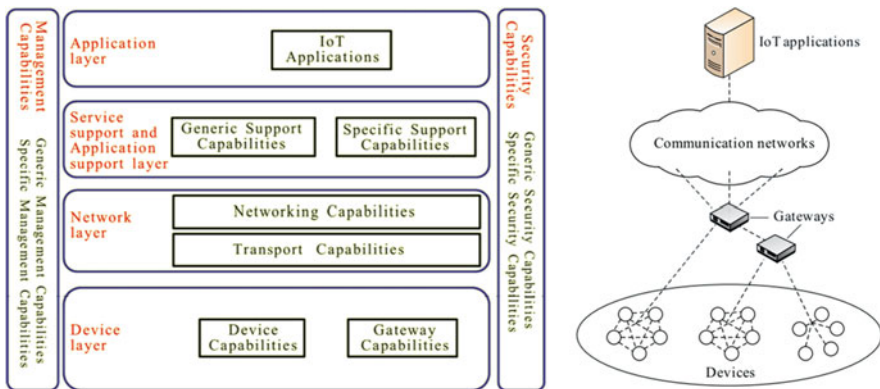 Management
Capabilities
Generic Management Capabilities
Specific Management Capabilities
Application
layer
IoT
Applications
Service
support and
Application
support layer
Generic Support
Capabilities
Specific Support
Capabilities
Network
layer
Networking Capabilities
Transport Capabilities
Device
layer
Device
Capabilities
Gateway
Capabilities
Security
Capabilities
Generic Security Capabilities
Specific Security Capabilities
IoT applications
Communication networks
Gateways
Devices